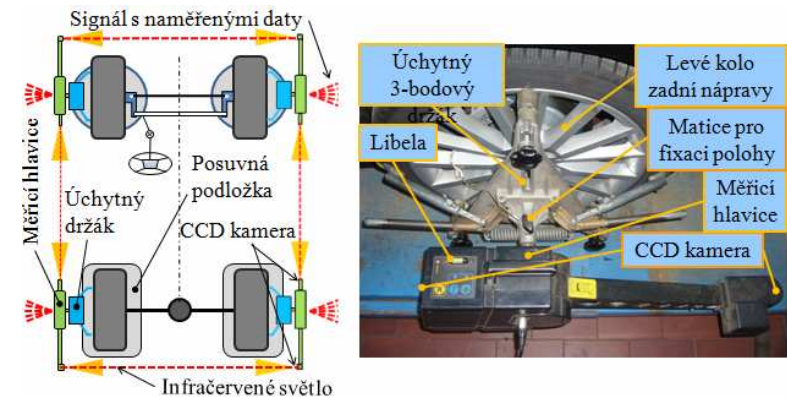 Signál s naměřenými daty
Měřicí hlavice
Úchytný
držák
Posuvná
podložka
CCD kamera
Infračervené světlo
Úchytný
3-bodový
držák
Libela
Levé kolo
zadní nápravy
Matice pro
fixaci polohy
Měřicí
hlavice
CCD kamera